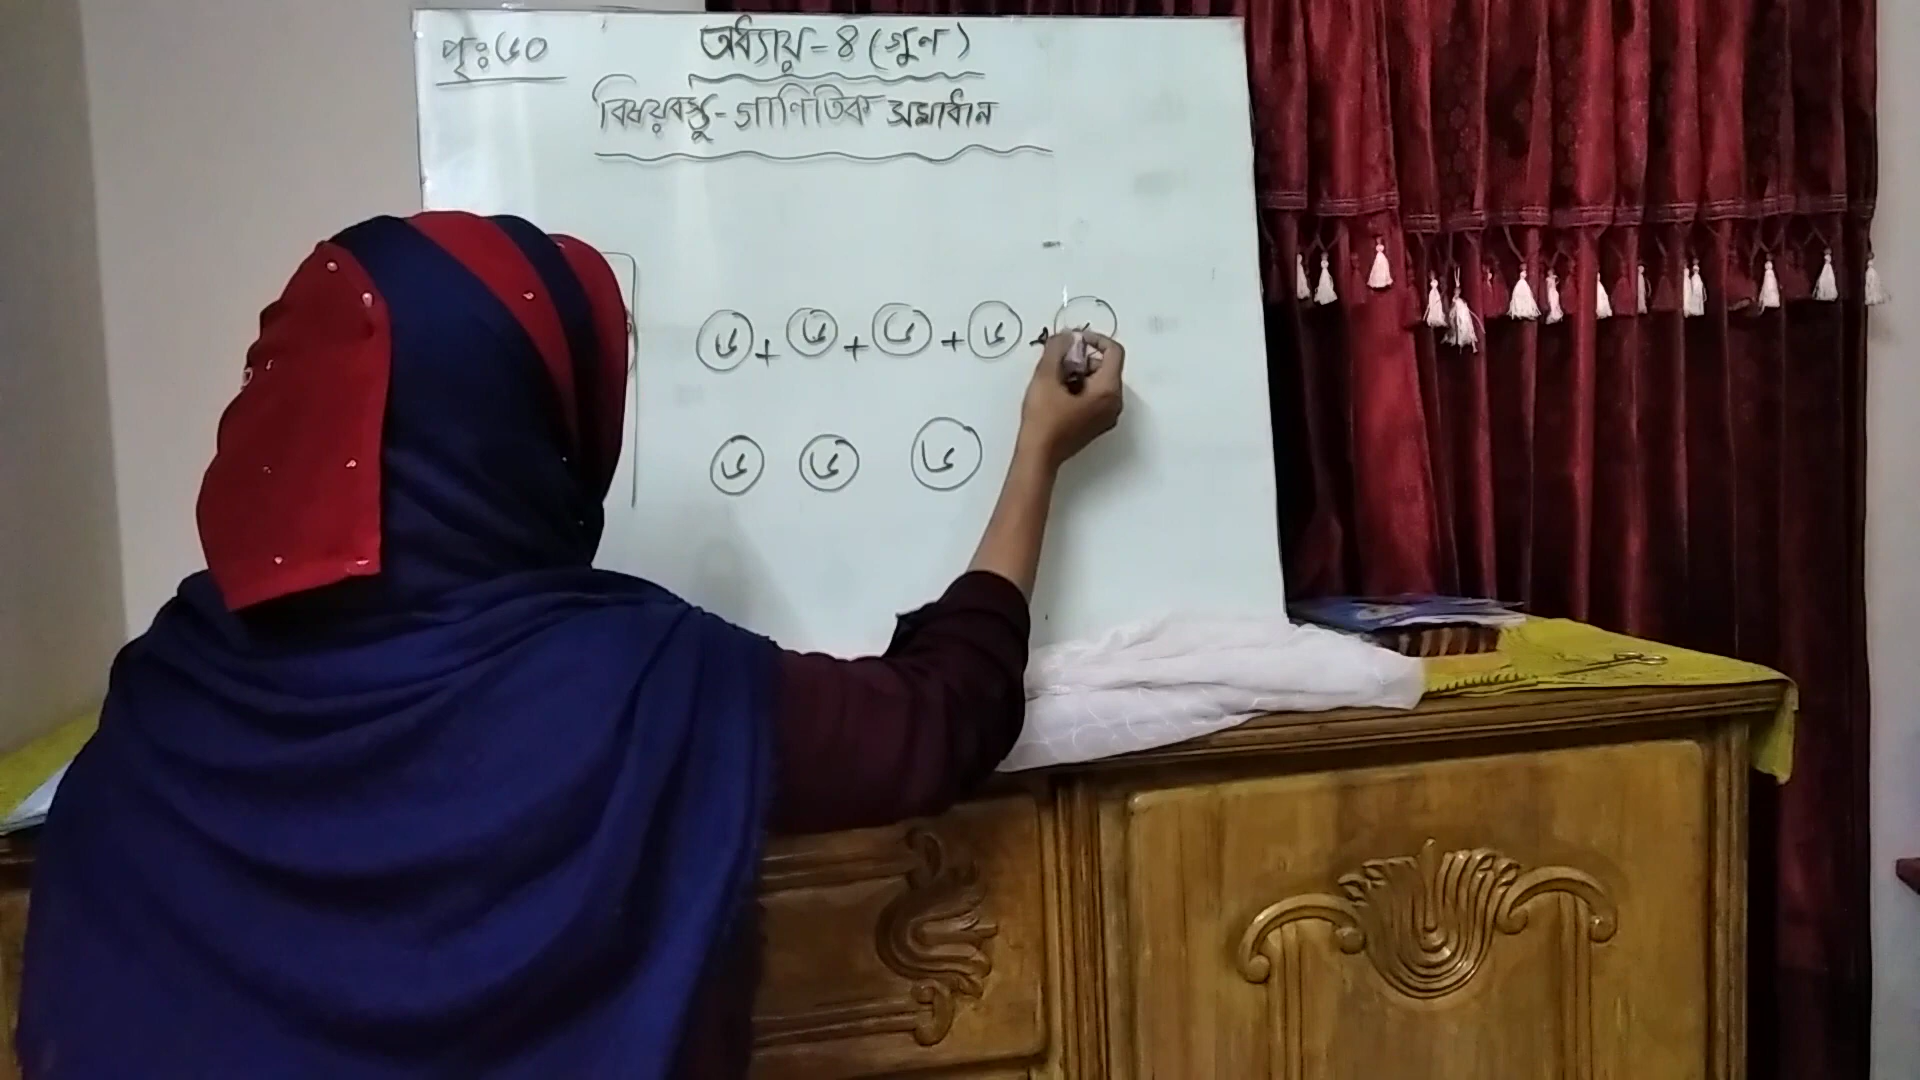 পৃঃ৬০
অধ্যায়-৪ (গুন)
বিষয়বস্তু-গাণিতিক সমাধান
৬ + ৬ + ৬ + ৬ +
৬ ৬ ৬